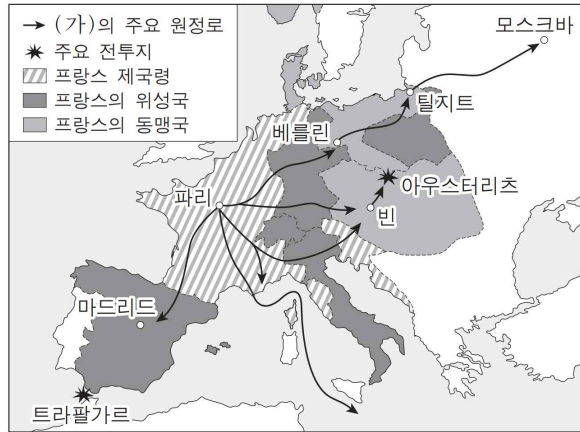 (가)의 주요 원정로
주요 전투지
프랑스 제국령
프랑스의 위성국
프랑스의 동맹국
모스크바
틸지트
베를린
아우스터리츠
파리
빈
마드리드
트라팔가르